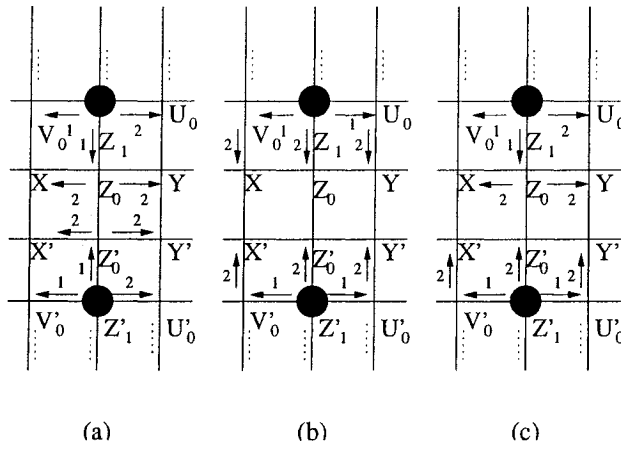 V₀ 1 1 Z₁ 2 U₀
X 2 Z₀ 2 Y
2 2
X' 1 Z'₀ Y'
1 2
V'₀ Z'₁ U'₀
(a)
V₀ 1 1 U₀
2 2 Z₁ 2
X Z₀ Y
X' Z'₀ Y'
2 1 2 1 2
V'₀ Z'₁ U'₀
(b)
V₀ 1 1 Z₁ 2 U₀
X 2 Z₀ 2 Y
X' Z'₀ Y'
2 1 2 1 2
V'₀ Z'₁ U'₀
(c)